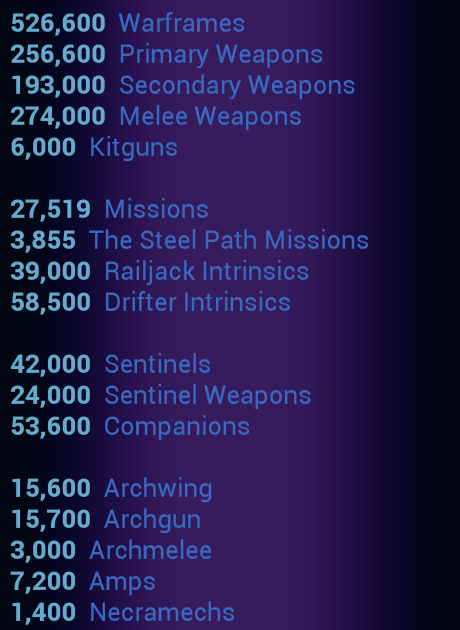 526,600 Warframes
256,600 Primary Weapons
193,000 Secondary Weapons
274,000 Melee Weapons
6,000 Kitguns
27,519 Missions
3,855 The Steel Path Missions
39,000 Railjack Intrinsics
58,500 Drifter Intrinsics
42,000 Sentinels
24,000 Sentinel Weapons
53,600 Companions
15,600 Archwing
15,700 Archgun
3,000 Archmelee
7,200 Amps
1,400 Necramechs